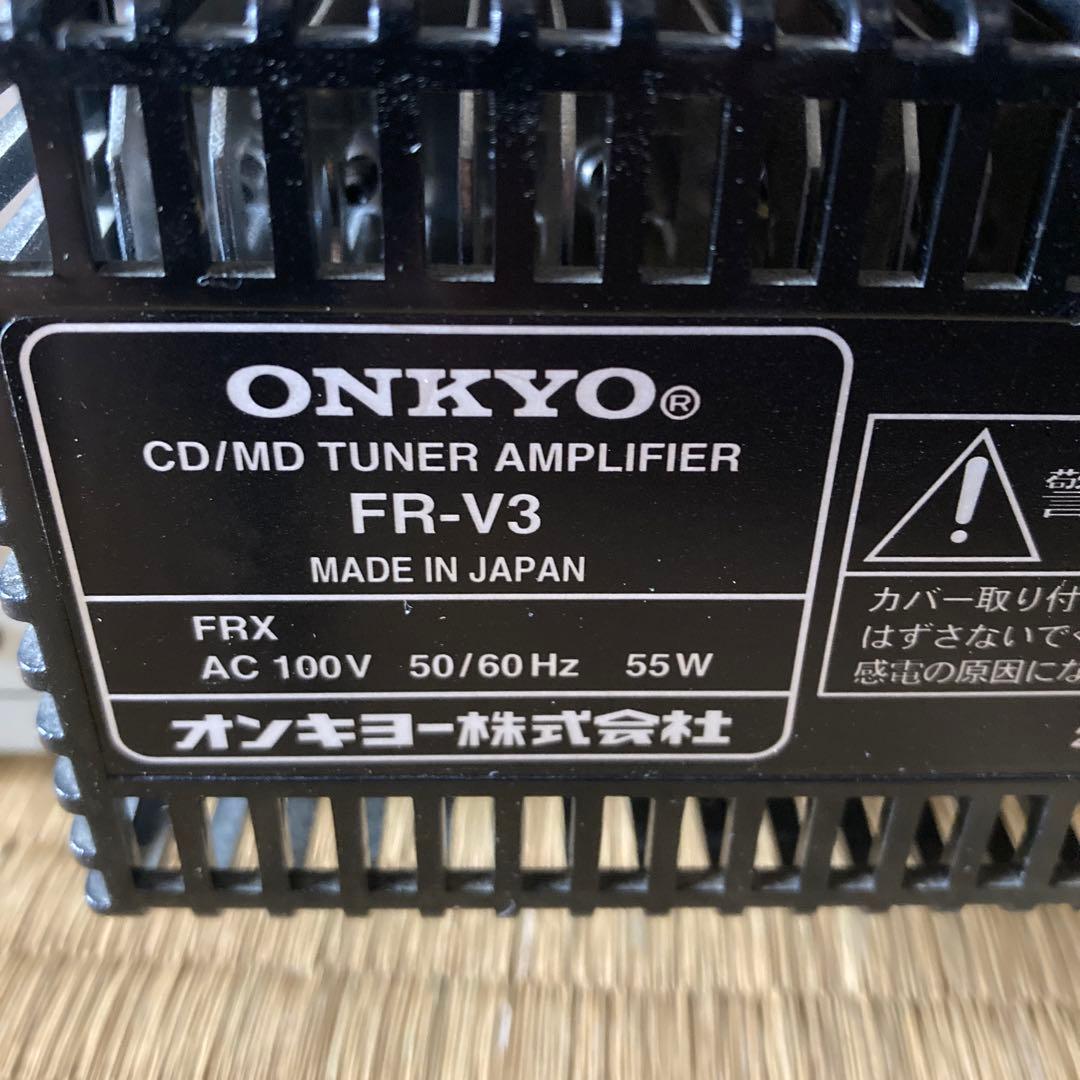 ONKYO®
CD/MD TUNER AMPLIFIER
FR-V3
MADE IN JAPAN
FRX
AC 100V 50/60Hz 55W
オンキヨー株式会社
カバー取り付
はずさないで
感電の原因にな